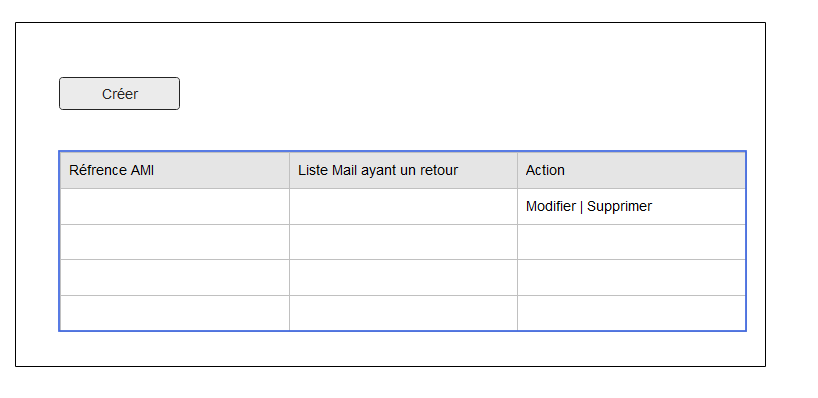 Créer
Réfrence AMI Liste Mail ayant un retour Action
Modifier | Supprimer